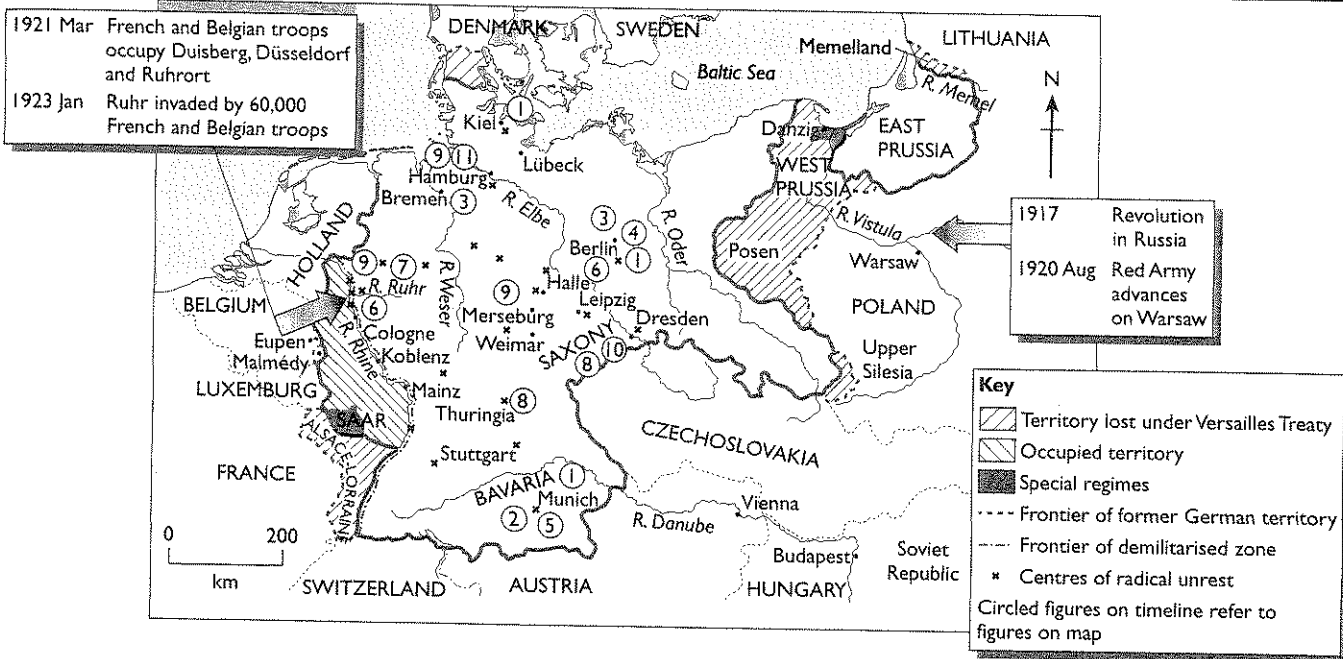 1921 Mar French and Belgian troops
occupy Duisberg, Düsseldorf
and Ruhrort
1923 Jan Ruhr invaded by 60,000
French and Belgian troops
DENMARK
SWEDEN
LITHUANIA
Memelland
Baltic Sea
R. Memel
N
1
Kiel
Danzig
EAST
PRUSSIA
9
11
Lübeck
Hamburg
WEST
PRUSSIA
Bremen
3
R. Elbe
R. Oder
3
4
R. Vistula
1917 Revolution
in Russia
1920 Aug Red Army
advances
on Warsaw
HOLLAND
Berlin
1
Posen
Warsaw
9
7
R. Weser
6
R. Ruhr
Halle
BELGIUM
6
9
Leipzig
POLAND
Merseburg
Dresden
R. Rhine
Cologne
Weimar
SAXONY
Eupen
Koblenz
10
Upper
Silesia
Malmédy
8
LUXEMBURG
Mainz
Thuringia
8
SAAR
CZECHOSLOVAKIA
ALSACE-LORRAINE
FRANCE
Stuttgart
BAVARIA
1
Munich
Vienna
2
5
R. Danube
0 200
km
Budapest
Soviet
Republic
SWITZERLAND
AUSTRIA
HUNGARY
Key
Territory lost under Versailles Treaty
Occupied territory
Special regimes
Frontier of former German territory
Frontier of demilitarised zone
Centres of radical unrest
Circled figures on timeline refer to
figures on map